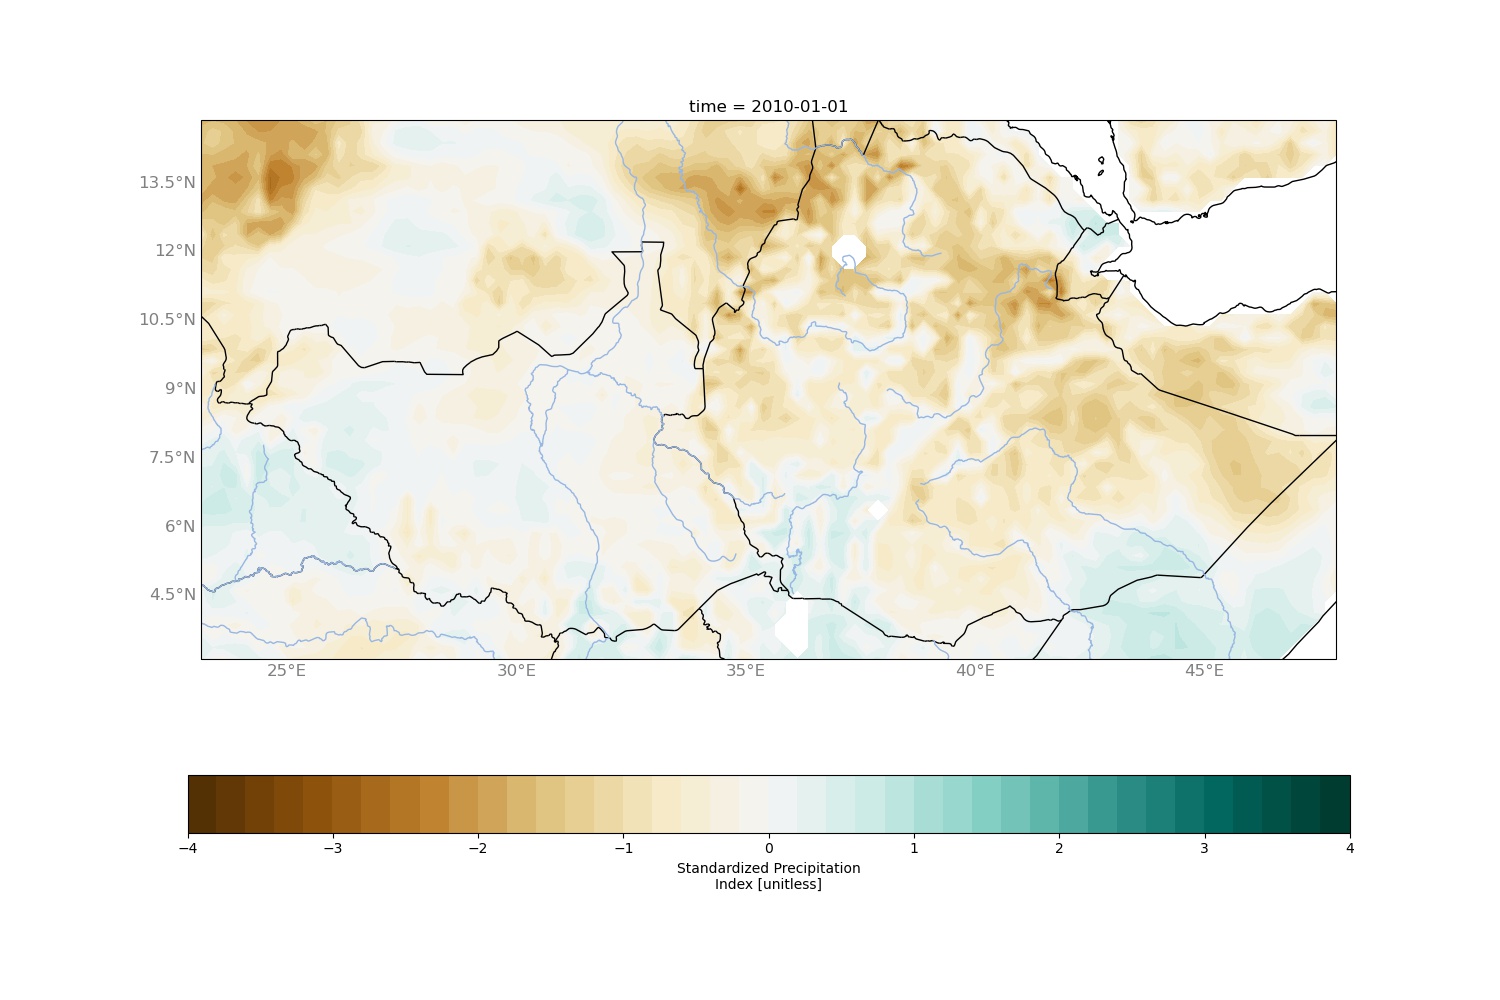 time = 2010-01-01
13.5°N
12°N
10.5°N
9°N
7.5°N
6°N
4.5°N
25°E 30°E 35°E 40°E 45°E
−4 −3 −2 −1 0 1 2 3 4
Standardized Precipitation
Index [unitless]